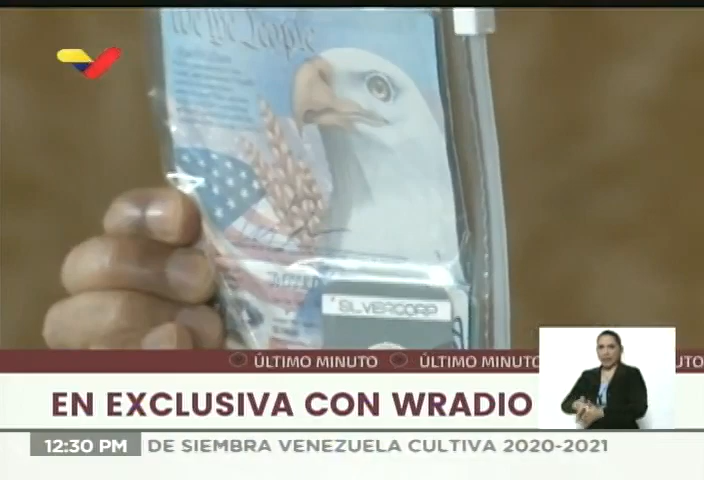 We the People
SILVERCORP
ÚLTIMO MINUTO ÚLTIMO MINUTO UTO
EN EXCLUSIVA CON WRADIO
12:30 PM DE SIEMBRA VENEZUELA CULTIVA 2020-2021